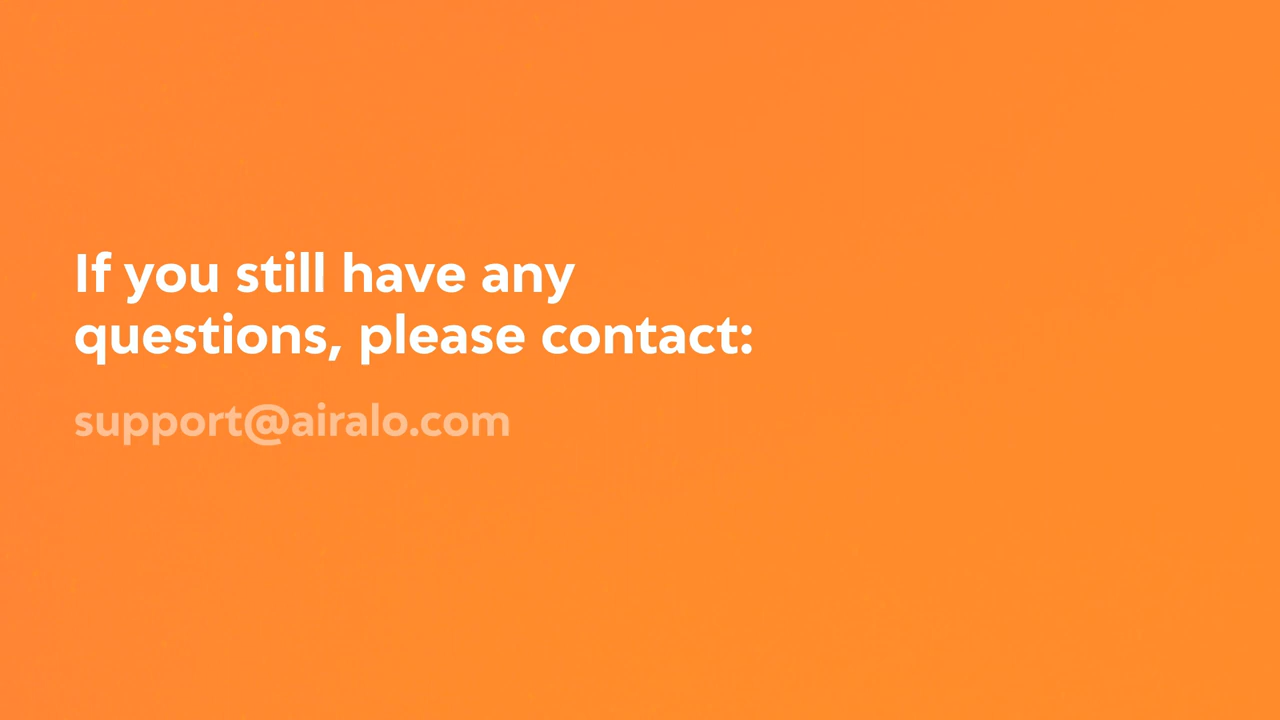 If you still have any
questions, please contact:
support@airalo.com